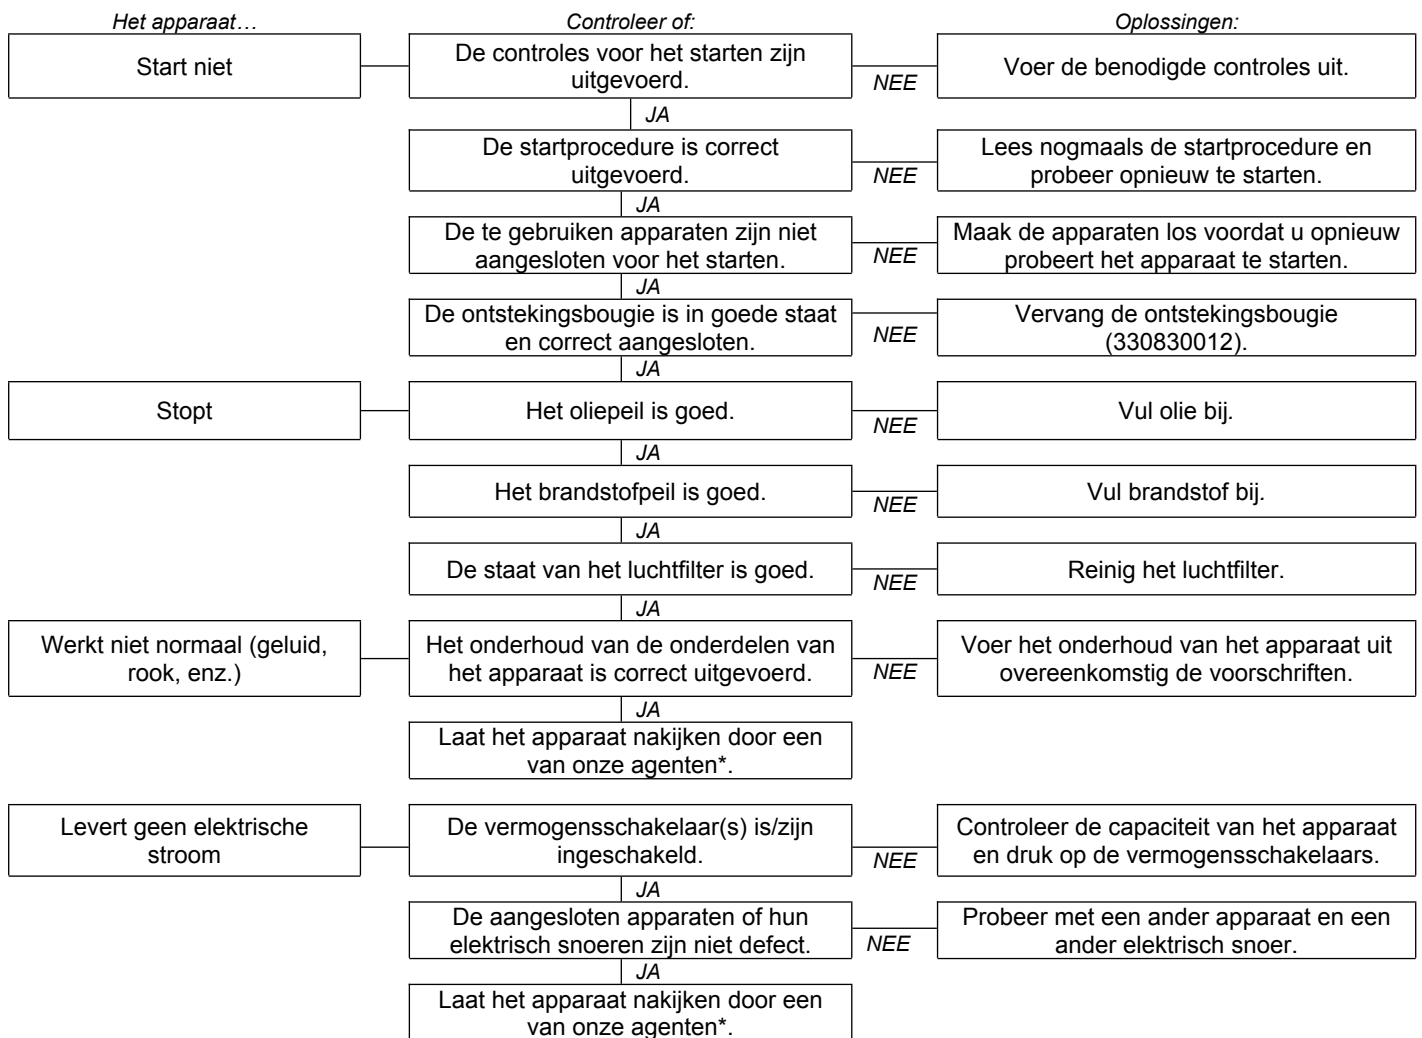 Het apparaat…
Controleer of:
Oplossingen:
Start niet
De controles voor het starten zijn
uitgevoerd.
NEE
Voer de benodigde controles uit.
JA
De startprocedure is correct
uitgevoerd.
NEE
Lees nogmaals de startprocedure en
probeer opnieuw te starten.
JA
De te gebruiken apparaten zijn niet
aangesloten voor het starten.
NEE
Maak de apparaten los voordat u opnieuw
probeert het apparaat te starten.
JA
De ontstekingsbougie is in goede staat
en correct aangesloten.
NEE
Vervang de ontstekingsbougie
(330830012).
JA
Stopt
Het oliepeil is goed.
NEE
Vul olie bij.
JA
Het brandstofpeil is goed.
NEE
Vul brandstof bij.
JA
De staat van het luchtfilter is goed.
NEE
Reinig het luchtfilter.
JA
Werkt niet normaal (geluid,
rook, enz.)
Het onderhoud van de onderdelen van
het apparaat is correct uitgevoerd.
NEE
Voer het onderhoud van het apparaat uit
overeenkomstig de voorschriften.
JA
Laat het apparaat nakijken door een
van onze agenten*.
Levert geen elektrische
stroom
De vermogensschakelaar(s) is/zijn
ingeschakeld.
NEE
Controleer de capaciteit van het apparaat
en druk op de vermogensschakelaars.
JA
De aangesloten apparaten of hun
elektrisch snoeren zijn niet defect.
NEE
Probeer met een ander apparaat en een
ander elektrisch snoer.
JA
Laat het apparaat nakijken door een
van onze agenten*.